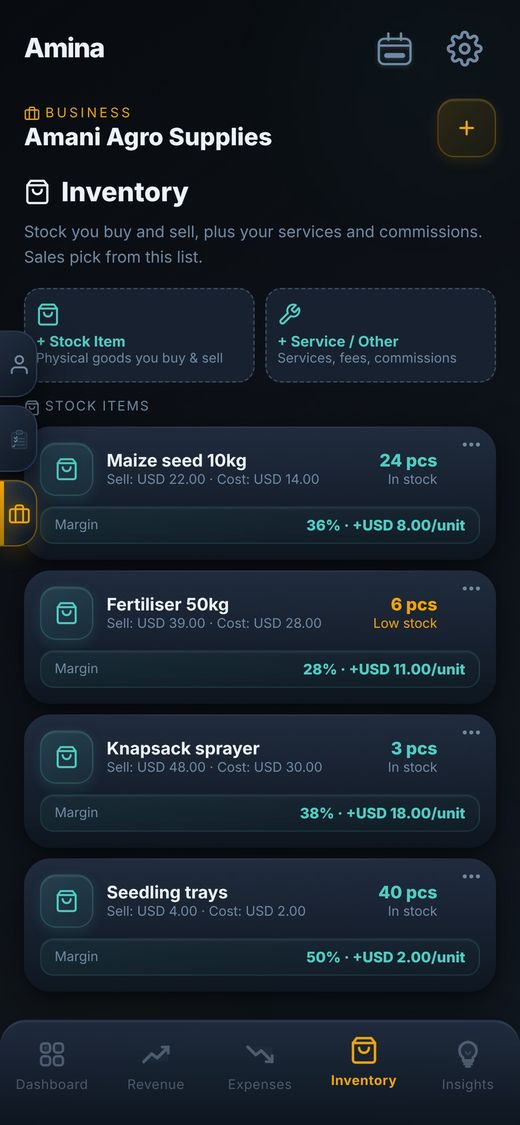 Amina
BUSINESS
Amani Agro Supplies
+
Inventory
Stock you buy and sell, plus your services and commissions.
Sales pick from this list.
+ Stock Item
Physical goods you buy & sell
+ Service / Other
Services, fees, commissions
STOCK ITEMS
Maize seed 10kg
24 pcs
Sell: USD 22.00 · Cost: USD 14.00
In stock
Margin
36% · +USD 8.00/unit
Fertiliser 50kg
6 pcs
Sell: USD 39.00 · Cost: USD 28.00
Low stock
Margin
28% · +USD 11.00/unit
Knapsack sprayer
3 pcs
Sell: USD 48.00 · Cost: USD 30.00
In stock
Margin
38% · +USD 18.00/unit
Seedling trays
40 pcs
Sell: USD 4.00 · Cost: USD 2.00
In stock
Margin
50% · +USD 2.00/unit
Dashboard
Revenue
Expenses
Inventory
Insights